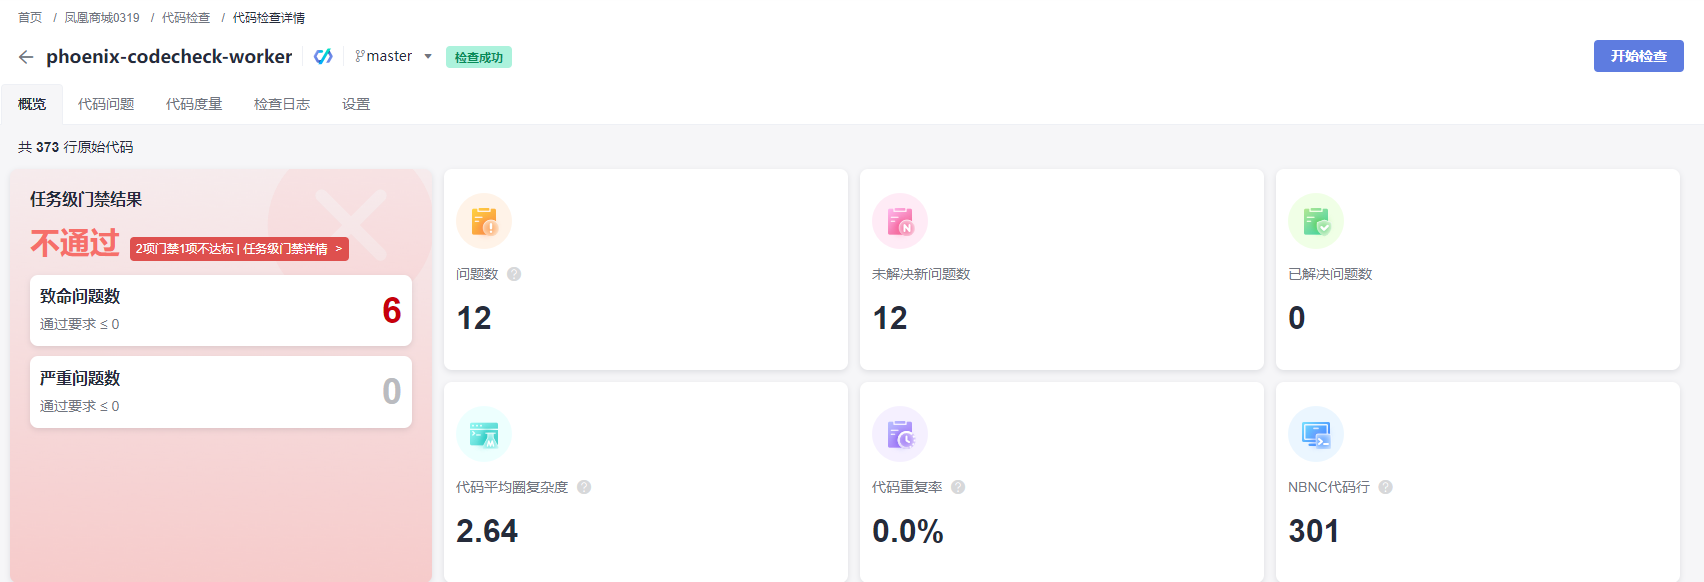 首页 / 凤凰商城0319 / 代码检查 / 代码检查详情
phoenix-codecheck-worker master 检查成功 开始检查
概览 代码问题 代码度量 检查日志 设置
共 373 行原始代码
任务级门禁结果
不通过 2项门禁1项不达标 | 任务级门禁详情 >
致命问题数
通过要求 ≤ 0
6
严重问题数
通过要求 ≤ 0
0
问题数 ?
12
未解决新问题数
12
已解决问题数
0
代码平均圈复杂度 ?
2.64
代码重复率 ?
0.0%
NBNC代码行 ?
301